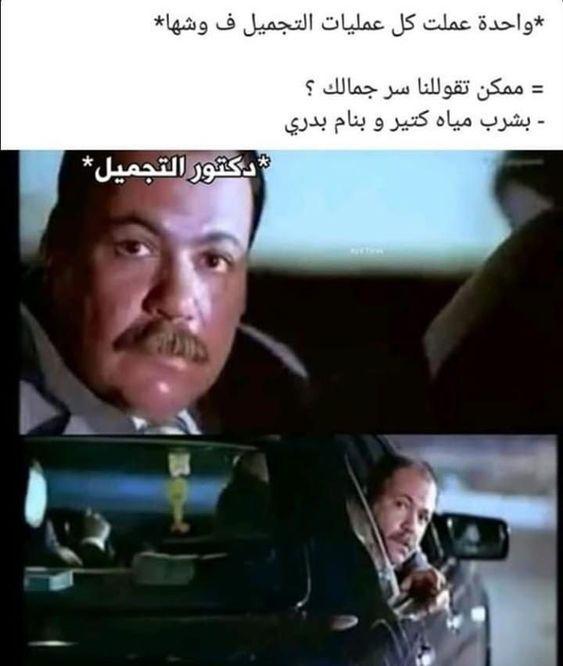 *واحدة عملت كل عمليات التجميل ف وشها*
= ممكن تقوللنا سر جمالك ؟
- بشرب مياه كتير و بنام بدري
*دكتور التجميل*